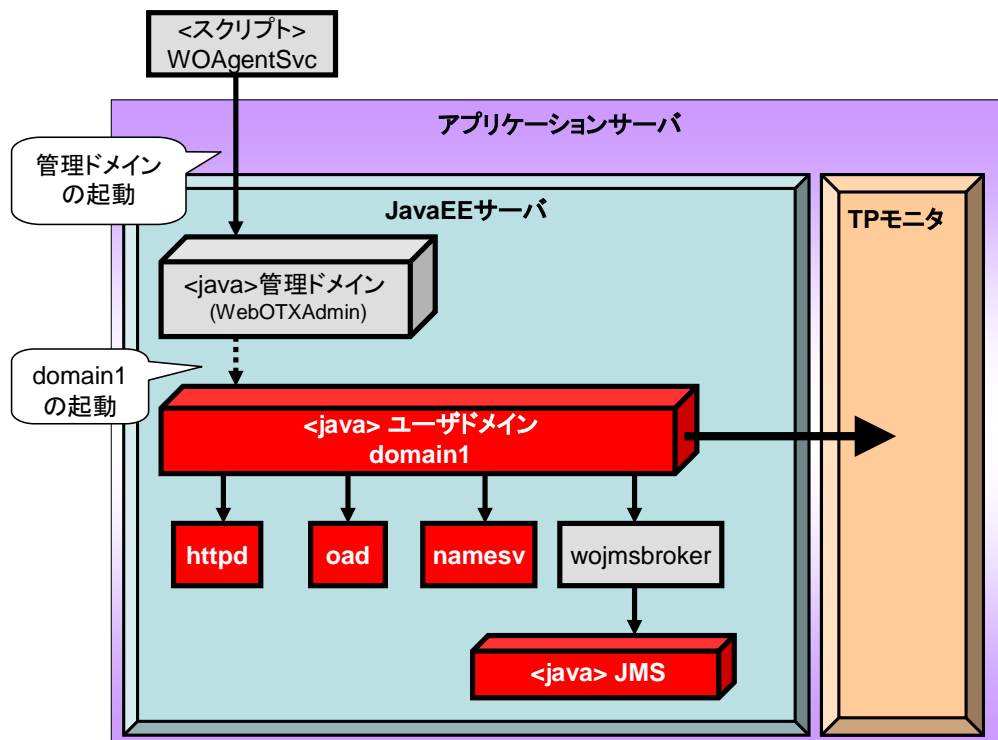 <スクリプト>
WOAgentSvc
アプリケーションサーバ
管理ドメイン
の起動
JavaEEサーバ
TPモニタ
<java>管理ドメイン
(WebOTXAdmin)
domain1
の起動
<java> ユーザドメイン
domain1
httpd
oad
namesv
wojmsbroker
<java> JMS